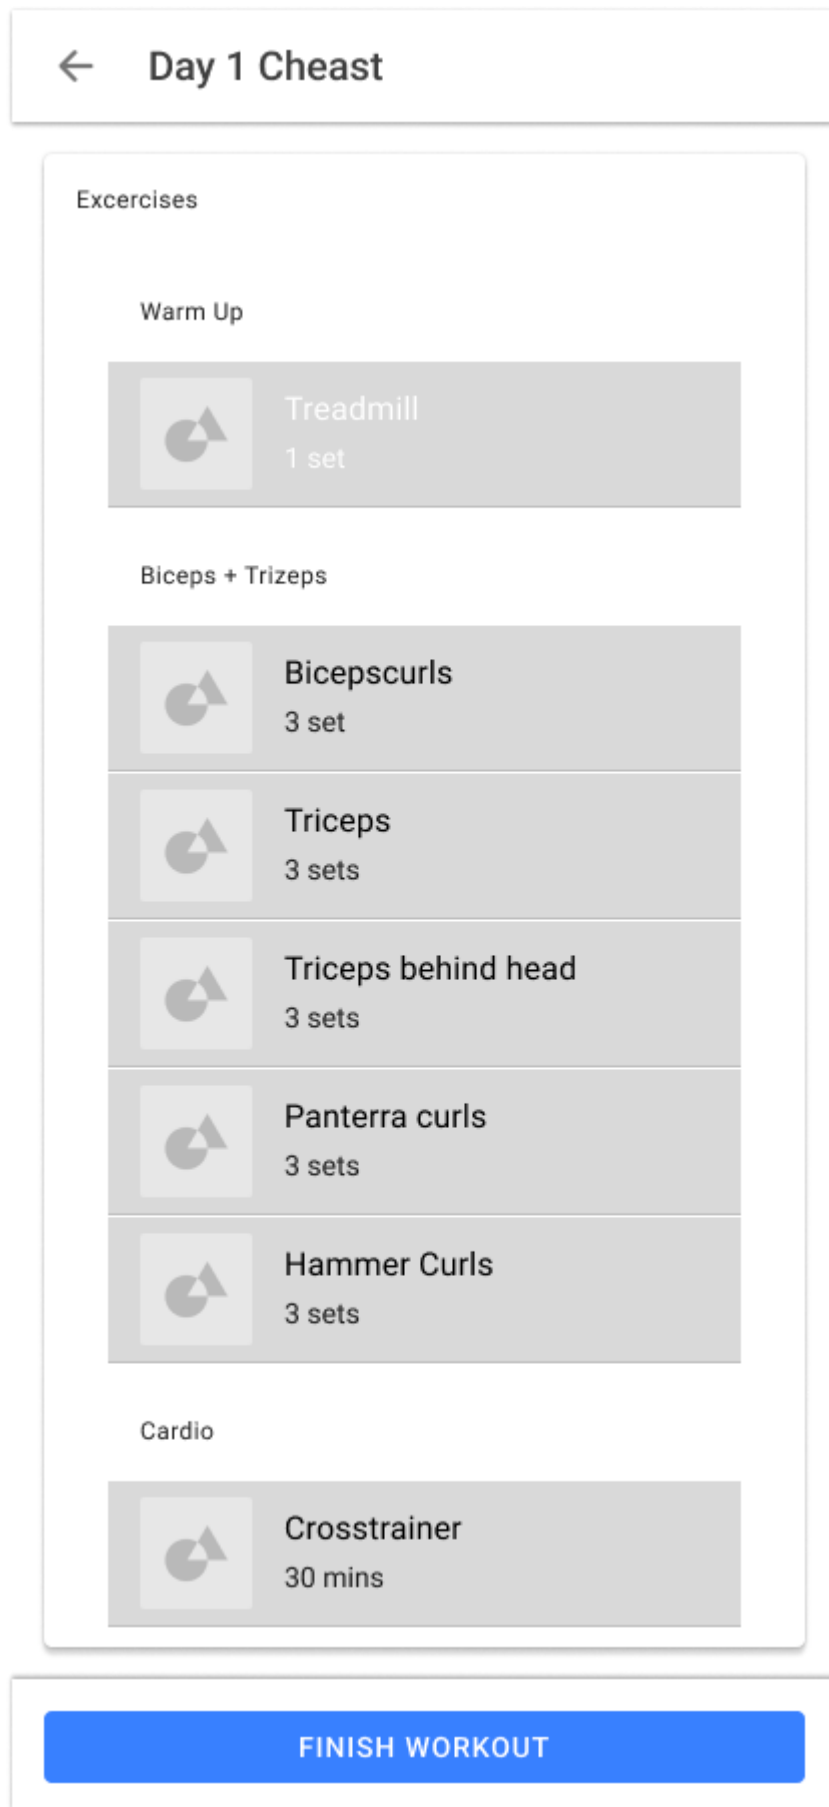 Day 1 Cheast
Excercises
Warm Up
Treadmill
1 set
Biceps + Trizeps
Bicepscurls
3 set
Triceps
3 sets
Triceps behind head
3 sets
Panterra curls
3 sets
Hammer Curls
3 sets
Cardio
Crosstrainer
30 mins
FINISH WORKOUT